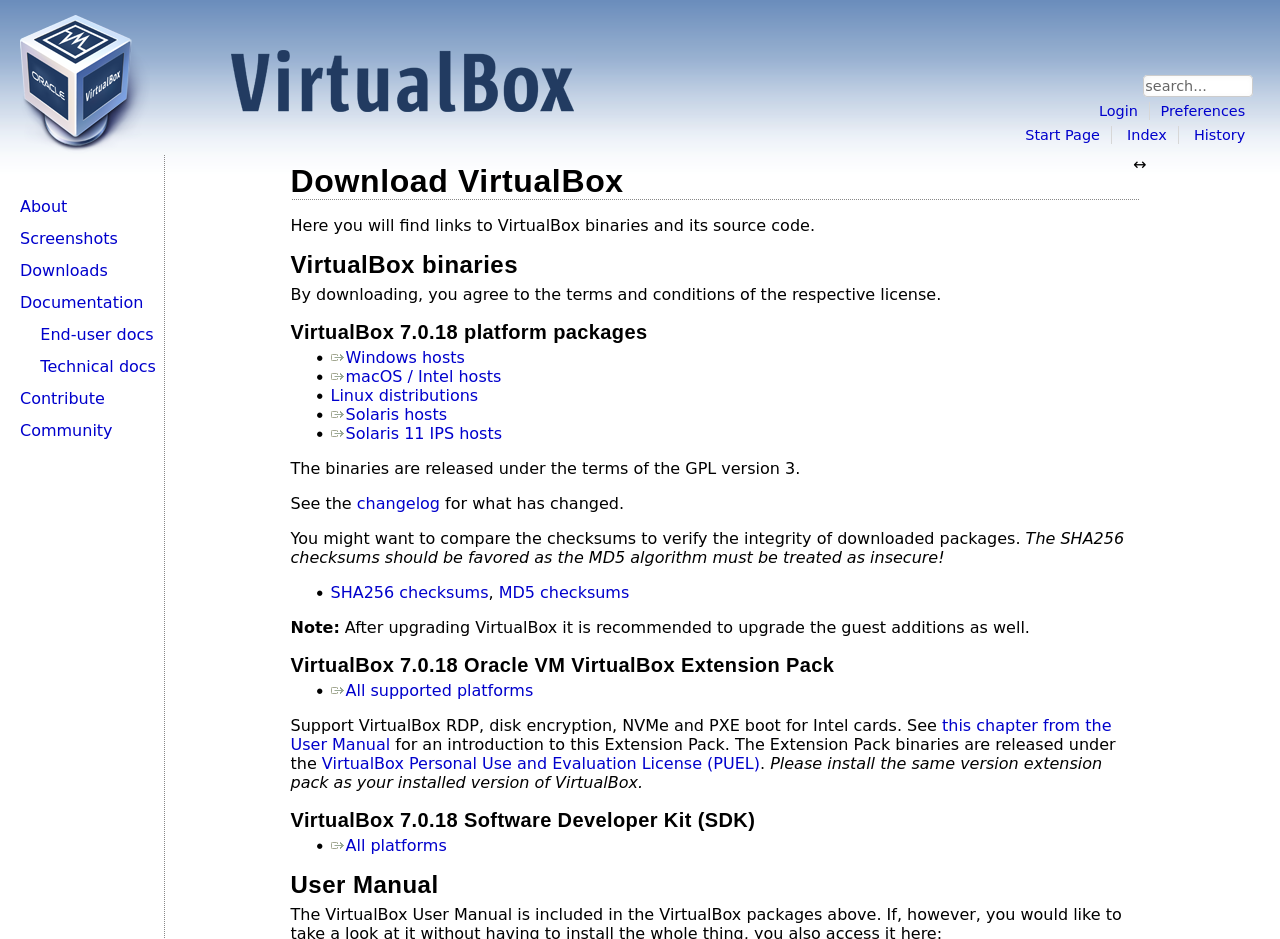 ORACLE
VirtualBox
VirtualBox
search...
Login
Preferences
Start Page
Index
History
↔
About
Screenshots
Downloads
Documentation
End-user docs
Technical docs
Contribute
Community
Download VirtualBox
Here you will find links to VirtualBox binaries and its source code.
VirtualBox binaries
By downloading, you agree to the terms and conditions of the respective license.
VirtualBox 7.0.18 platform packages
• Windows hosts
• macOS / Intel hosts
• Linux distributions
• Solaris hosts
• Solaris 11 IPS hosts
The binaries are released under the terms of the GPL version 3.
See the changelog for what has changed.
You might want to compare the checksums to verify the integrity of downloaded packages. The SHA256
checksums should be favored as the MD5 algorithm must be treated as insecure!
• SHA256 checksums, MD5 checksums
Note: After upgrading VirtualBox it is recommended to upgrade the guest additions as well.
VirtualBox 7.0.18 Oracle VM VirtualBox Extension Pack
• All supported platforms
Support VirtualBox RDP, disk encryption, NVMe and PXE boot for Intel cards. See this chapter from the
User Manual for an introduction to this Extension Pack. The Extension Pack binaries are released under
the VirtualBox Personal Use and Evaluation License (PUEL). Please install the same version extension
pack as your installed version of VirtualBox.
VirtualBox 7.0.18 Software Developer Kit (SDK)
• All platforms
User Manual
The VirtualBox User Manual is included in the VirtualBox packages above. If, however, you would like to
take a look at it without having to install the whole thing, you also access it here: